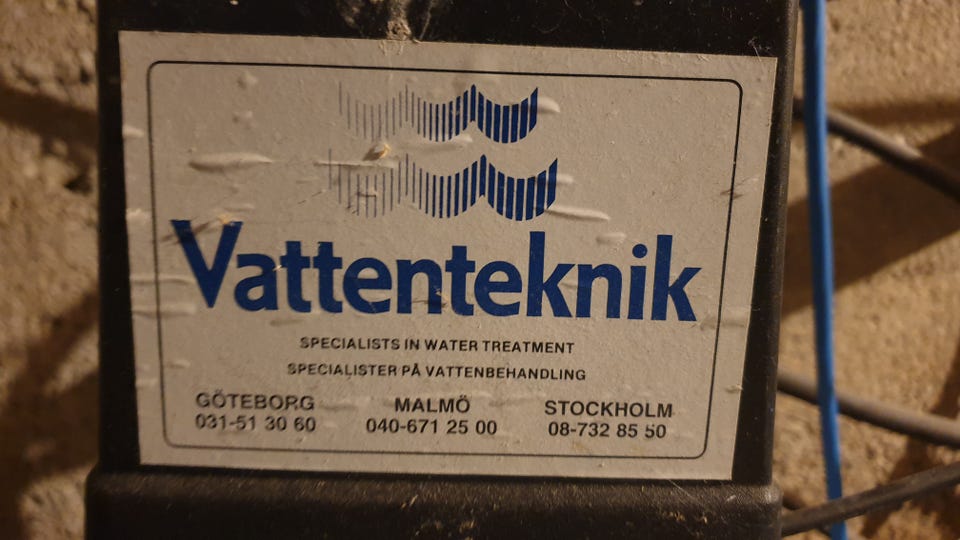 Vattenteknik
SPECIALISTS IN WATER TREATMENT
SPECIALISTER PÅ VATTENBEHANDLING
GÖTEBORG MALMÖ STOCKHOLM
031-51 30 60 040-671 25 00 08-732 85 50